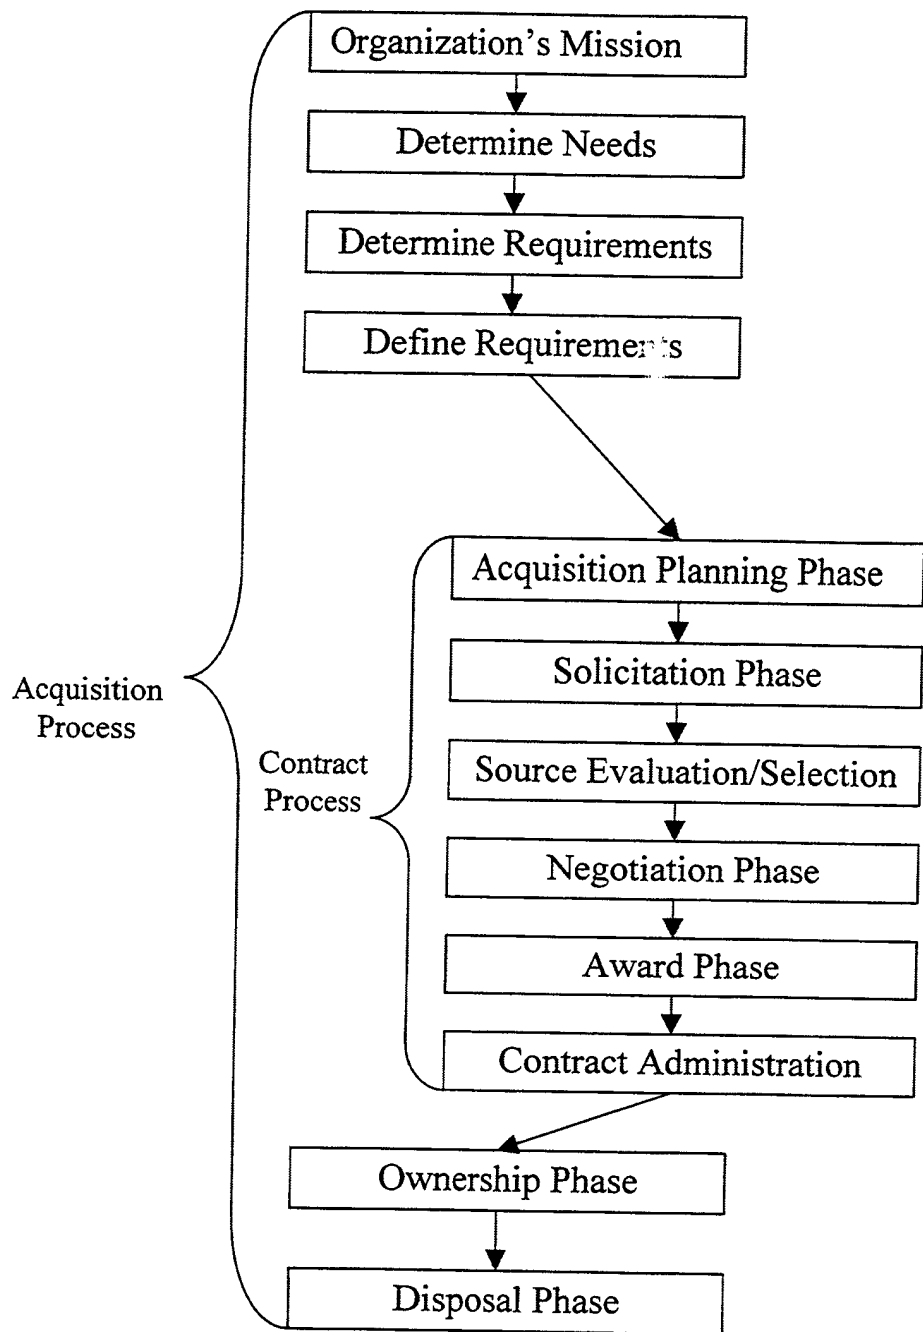 Organization's Mission
Determine Needs
Determine Requirements
Define Requirements
Acquisition Planning Phase
Solicitation Phase
Acquisition
Process
Source Evaluation/Selection
Contract
Process
Negotiation Phase
Award Phase
Contract Administration
Ownership Phase
Disposal Phase